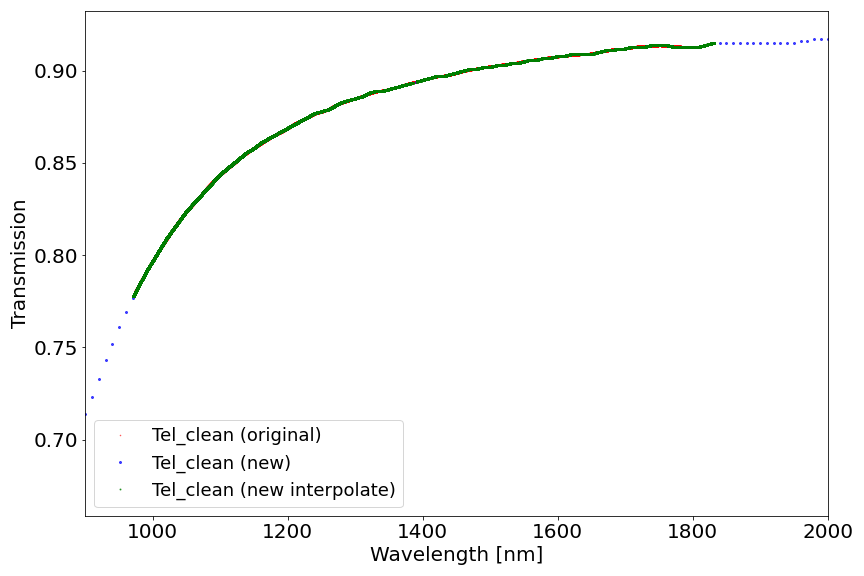 0.90
0.85
0.80
0.75
0.70
Transmission
Tel_clean (original)
Tel_clean (new)
Tel_clean (new interpolate)
1000 1200 1400 1600 1800 2000
Wavelength [nm]